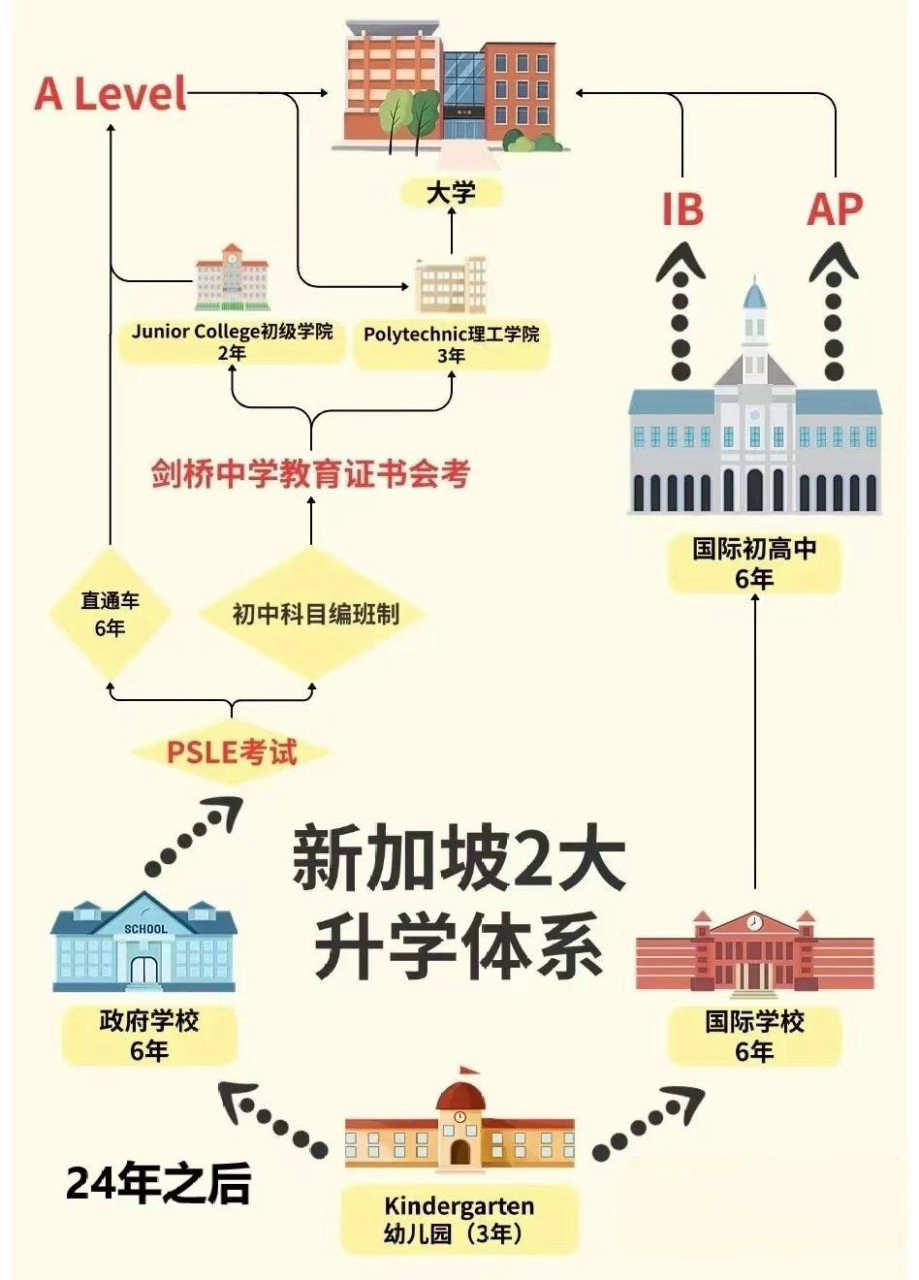 A Level
大学
IB
AP
Junior College初级学院
2年
Polytechnic理工学院
3年
剑桥中学教育证书会考
国际初高中
6年
直通车
6年
初中科目编班制
PSLE考试
新加坡2大
升学体系
SCHOOL
政府学校
6年
国际学校
6年
24年之后
Kindergarten
幼儿园（3年）